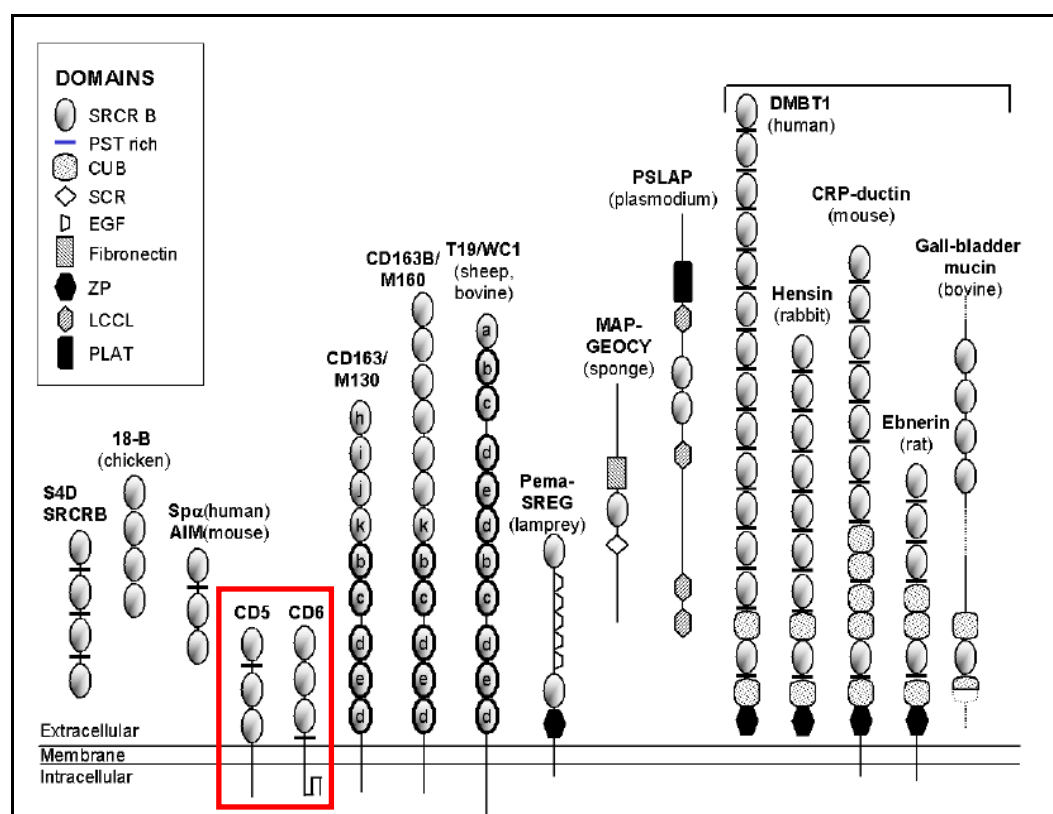 DOMAINS
SRCR B
PST rich
CUB
SCR
EGF
Fibronectin
ZP
LCCL
PLAT
S4D
SRCRB
18-B
(chicken)
Spα(human)
AIM(mouse)
CD5
CD6
CD163/
M130
h
i
j
k
b
c
d
e
d
CD163B/
M160
k
b
c
d
e
d
T19/WC1
(sheep,
bovine)
a
b
c
d
e
d
b
c
d
e
d
Pema-
SREG
(lamprey)
MAP-
GEOCY
(sponge)
PSLAP
(plasmodium)
DMBT1
(human)
Hensin
(rabbit)
CRP-ductin
(mouse)
Ebnerin
(rat)
Gall-bladder
mucin
(bovine)
Extracellular
Membrane
Intracellular